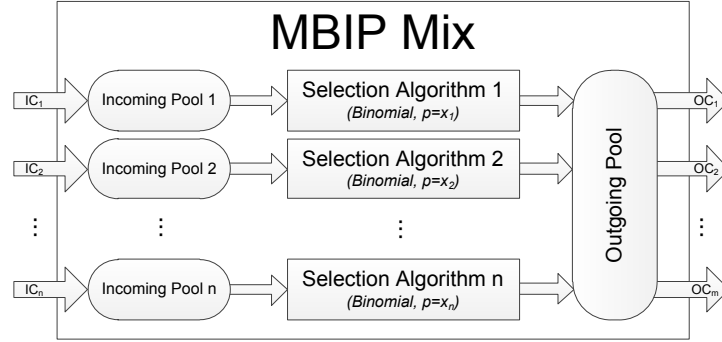 MBIP Mix
IC₁ Incoming Pool 1 Selection Algorithm 1 OC₁
(Binomial, p=x₁)
IC₂ Incoming Pool 2 Selection Algorithm 2 OC₂
(Binomial, p=x₂)
Outgoing Pool
⋮ ⋮ ⋮ ⋮
ICₙ Incoming Pool n Selection Algorithm n OCₘ
(Binomial, p=xₙ)